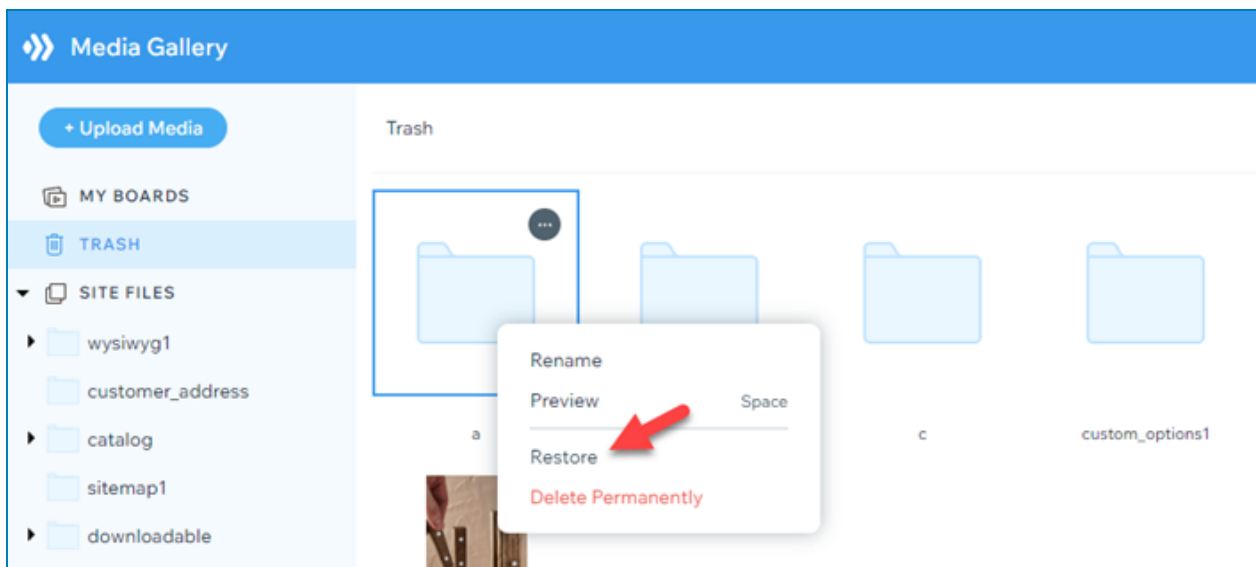 Media Gallery
+ Upload Media
MY BOARDS
TRASH
SITE FILES
wysiwyg1
customer_address
catalog
sitemap1
downloadable
Trash
...
Rename
Preview Space
Restore
Delete Permanently
a
c
custom_options1